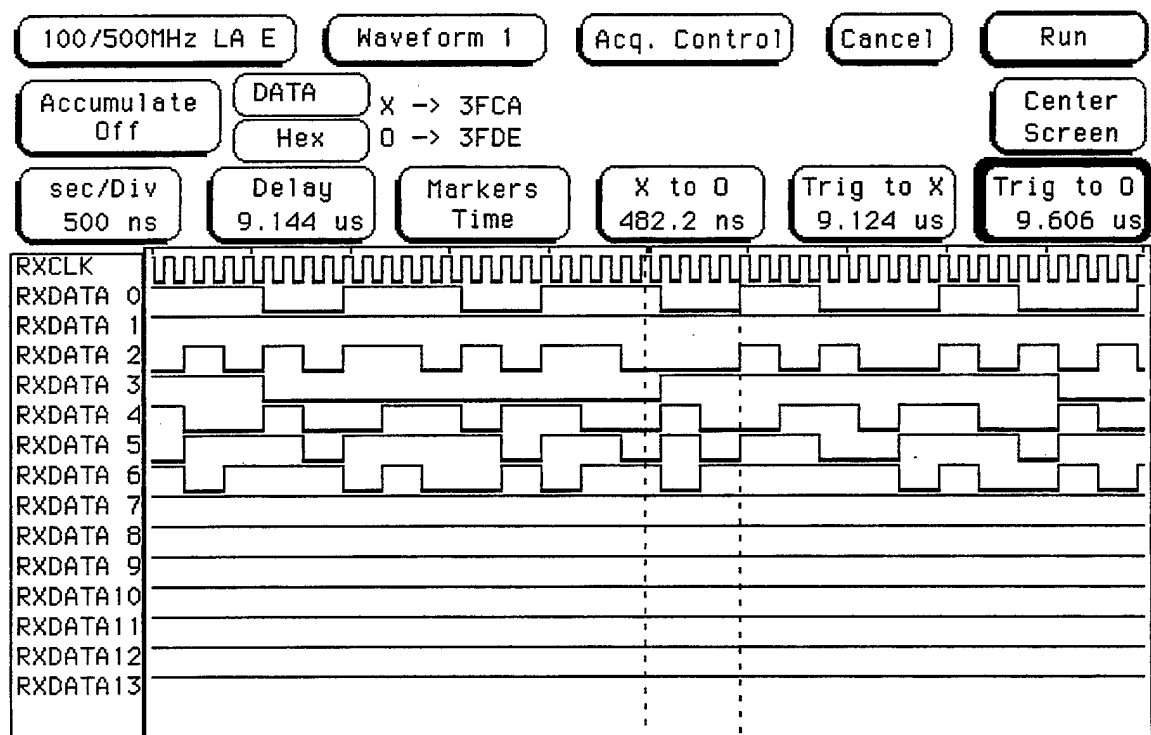 100/500MHz LA E Waveform 1 Acq. Control Cancel Run
Accumulate Off DATA X -> 3FCA Center Screen
Hex O -> 3FDE
sec/Div Delay Markers X to O Trig to X Trig to O
500 ns 9.144 us Time 482.2 ns 9.124 us 9.606 us
RXCLK
RXDATA 0
RXDATA 1
RXDATA 2
RXDATA 3
RXDATA 4
RXDATA 5
RXDATA 6
RXDATA 7
RXDATA 8
RXDATA 9
RXDATA10
RXDATA11
RXDATA12
RXDATA13